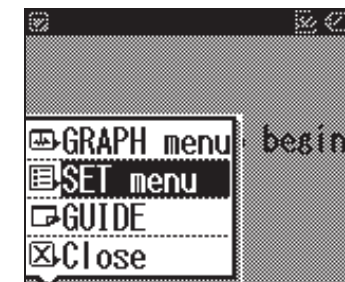 begin
GRAPH menu
SET menu
GUIDE
Close